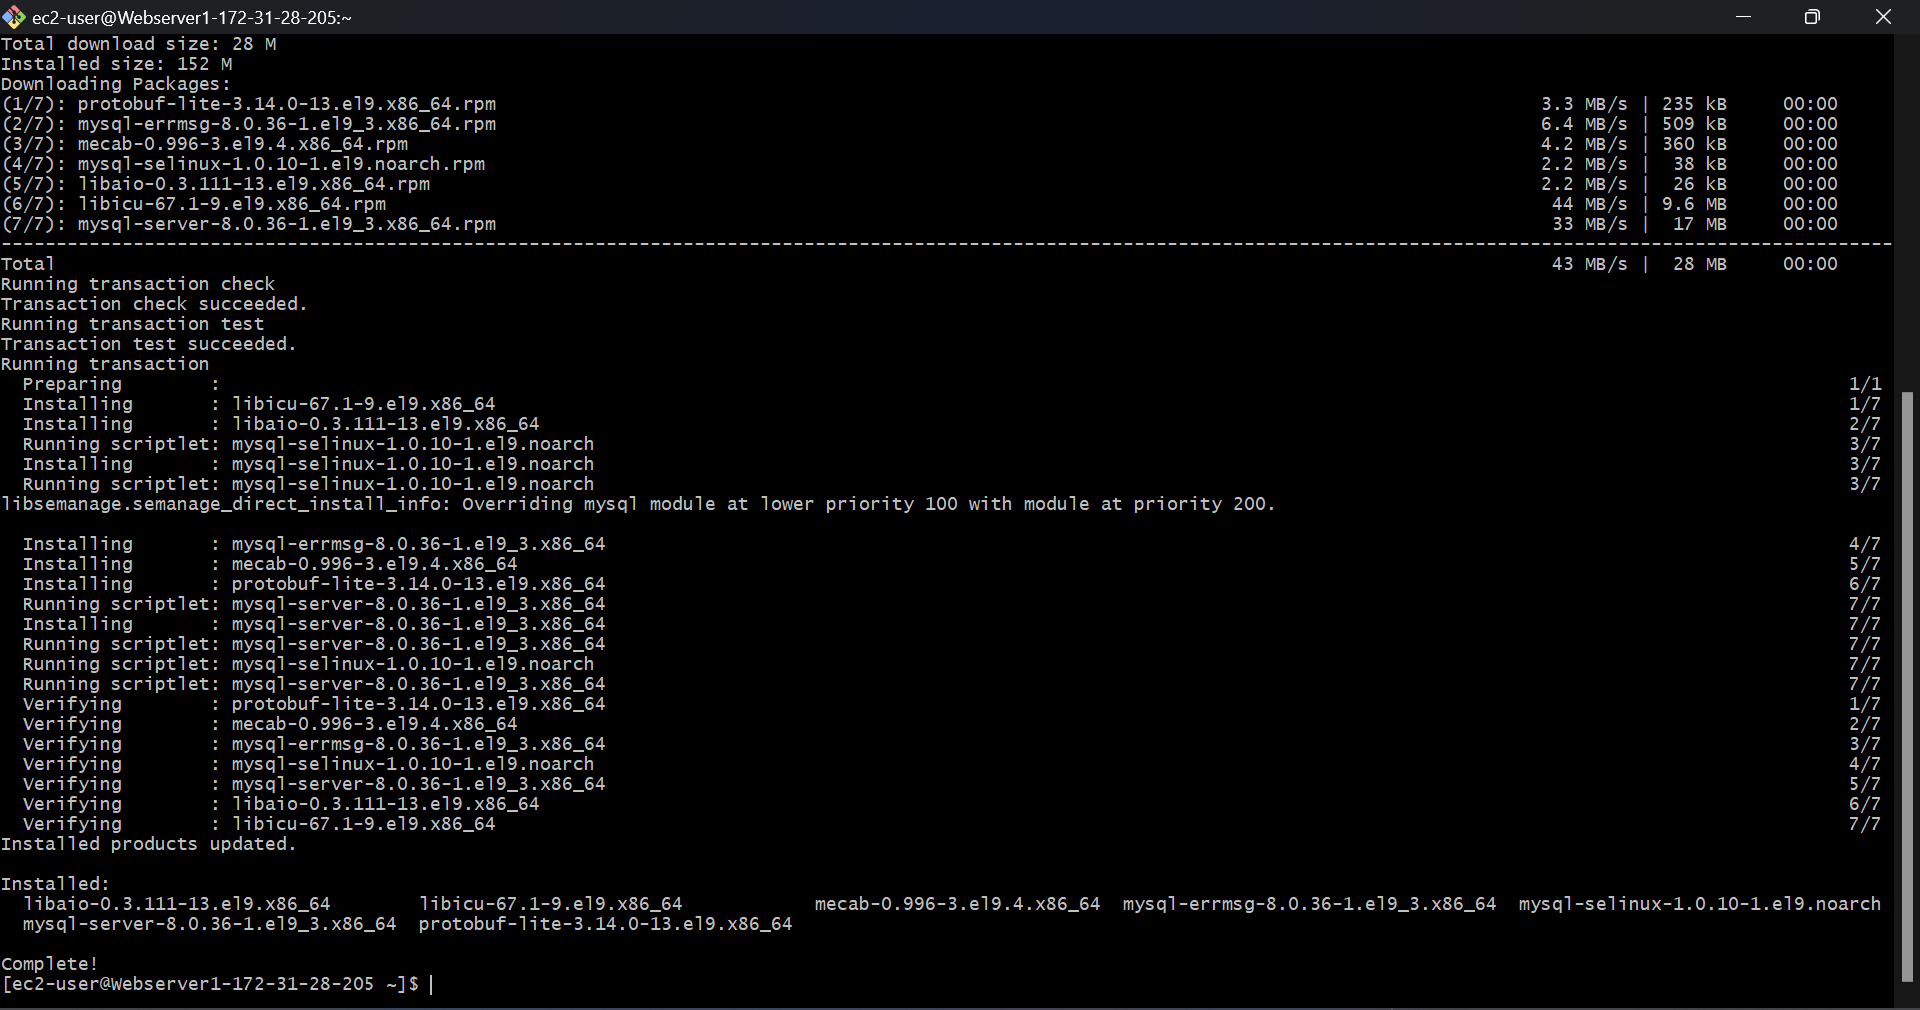 ec2-user@Webserver1-172-31-28-205:~
Total download size: 28 M
Installed size: 152 M
Downloading Packages:
(1/7): protobuf-lite-3.14.0-13.el9.x86_64.rpm 3.3 MB/s | 235 kB 00:00
(2/7): mysql-errmsg-8.0.36-1.el9_3.x86_64.rpm 6.4 MB/s | 509 kB 00:00
(3/7): mecab-0.996-3.el9.4.x86_64.rpm 4.2 MB/s | 360 kB 00:00
(4/7): mysql-selinux-1.0.10-1.el9.noarch.rpm 2.2 MB/s | 38 kB 00:00
(5/7): libaio-0.3.111-13.el9.x86_64.rpm 2.2 MB/s | 26 kB 00:00
(6/7): libicu-67.1-9.el9.x86_64.rpm 44 MB/s | 9.6 MB 00:00
(7/7): mysql-server-8.0.36-1.el9_3.x86_64.rpm 33 MB/s | 17 MB 00:00
--------------------------------------------------------------------------------
Total 43 MB/s | 28 MB 00:00
Running transaction check
Transaction check succeeded.
Running transaction test
Transaction test succeeded.
Running transaction
Preparing : 1/1
Installing : libicu-67.1-9.el9.x86_64 1/7
Installing : libaio-0.3.111-13.el9.x86_64 2/7
Running scriptlet: mysql-selinux-1.0.10-1.el9.noarch 3/7
Installing : mysql-selinux-1.0.10-1.el9.noarch 3/7
Running scriptlet: mysql-selinux-1.0.10-1.el9.noarch 3/7
libsemanage.semanage_direct_install_info: Overriding mysql module at lower priority 100 with module at priority 200.
Installing : mysql-errmsg-8.0.36-1.el9_3.x86_64 4/7
Installing : mecab-0.996-3.el9.4.x86_64 5/7
Installing : protobuf-lite-3.14.0-13.el9.x86_64 6/7
Running scriptlet: mysql-server-8.0.36-1.el9_3.x86_64 7/7
Installing : mysql-server-8.0.36-1.el9_3.x86_64 7/7
Running scriptlet: mysql-server-8.0.36-1.el9_3.x86_64 7/7
Running scriptlet: mysql-selinux-1.0.10-1.el9.noarch 7/7
Running scriptlet: mysql-server-8.0.36-1.el9_3.x86_64 7/7
Verifying : protobuf-lite-3.14.0-13.el9.x86_64 1/7
Verifying : mecab-0.996-3.el9.4.x86_64 2/7
Verifying : mysql-errmsg-8.0.36-1.el9_3.x86_64 3/7
Verifying : mysql-selinux-1.0.10-1.el9.noarch 4/7
Verifying : mysql-server-8.0.36-1.el9_3.x86_64 5/7
Verifying : libaio-0.3.111-13.el9.x86_64 6/7
Verifying : libicu-67.1-9.el9.x86_64 7/7
Installed products updated.
Installed:
libaio-0.3.111-13.el9.x86_64 libicu-67.1-9.el9.x86_64 mecab-0.996-3.el9.4.x86_64 mysql-errmsg-8.0.36-1.el9_3.x86_64 mysql-selinux-1.0.10-1.el9.noarch
mysql-server-8.0.36-1.el9_3.x86_64 protobuf-lite-3.14.0-13.el9.x86_64
Complete!
[ec2-user@Webserver1-172-31-28-205 ~]$